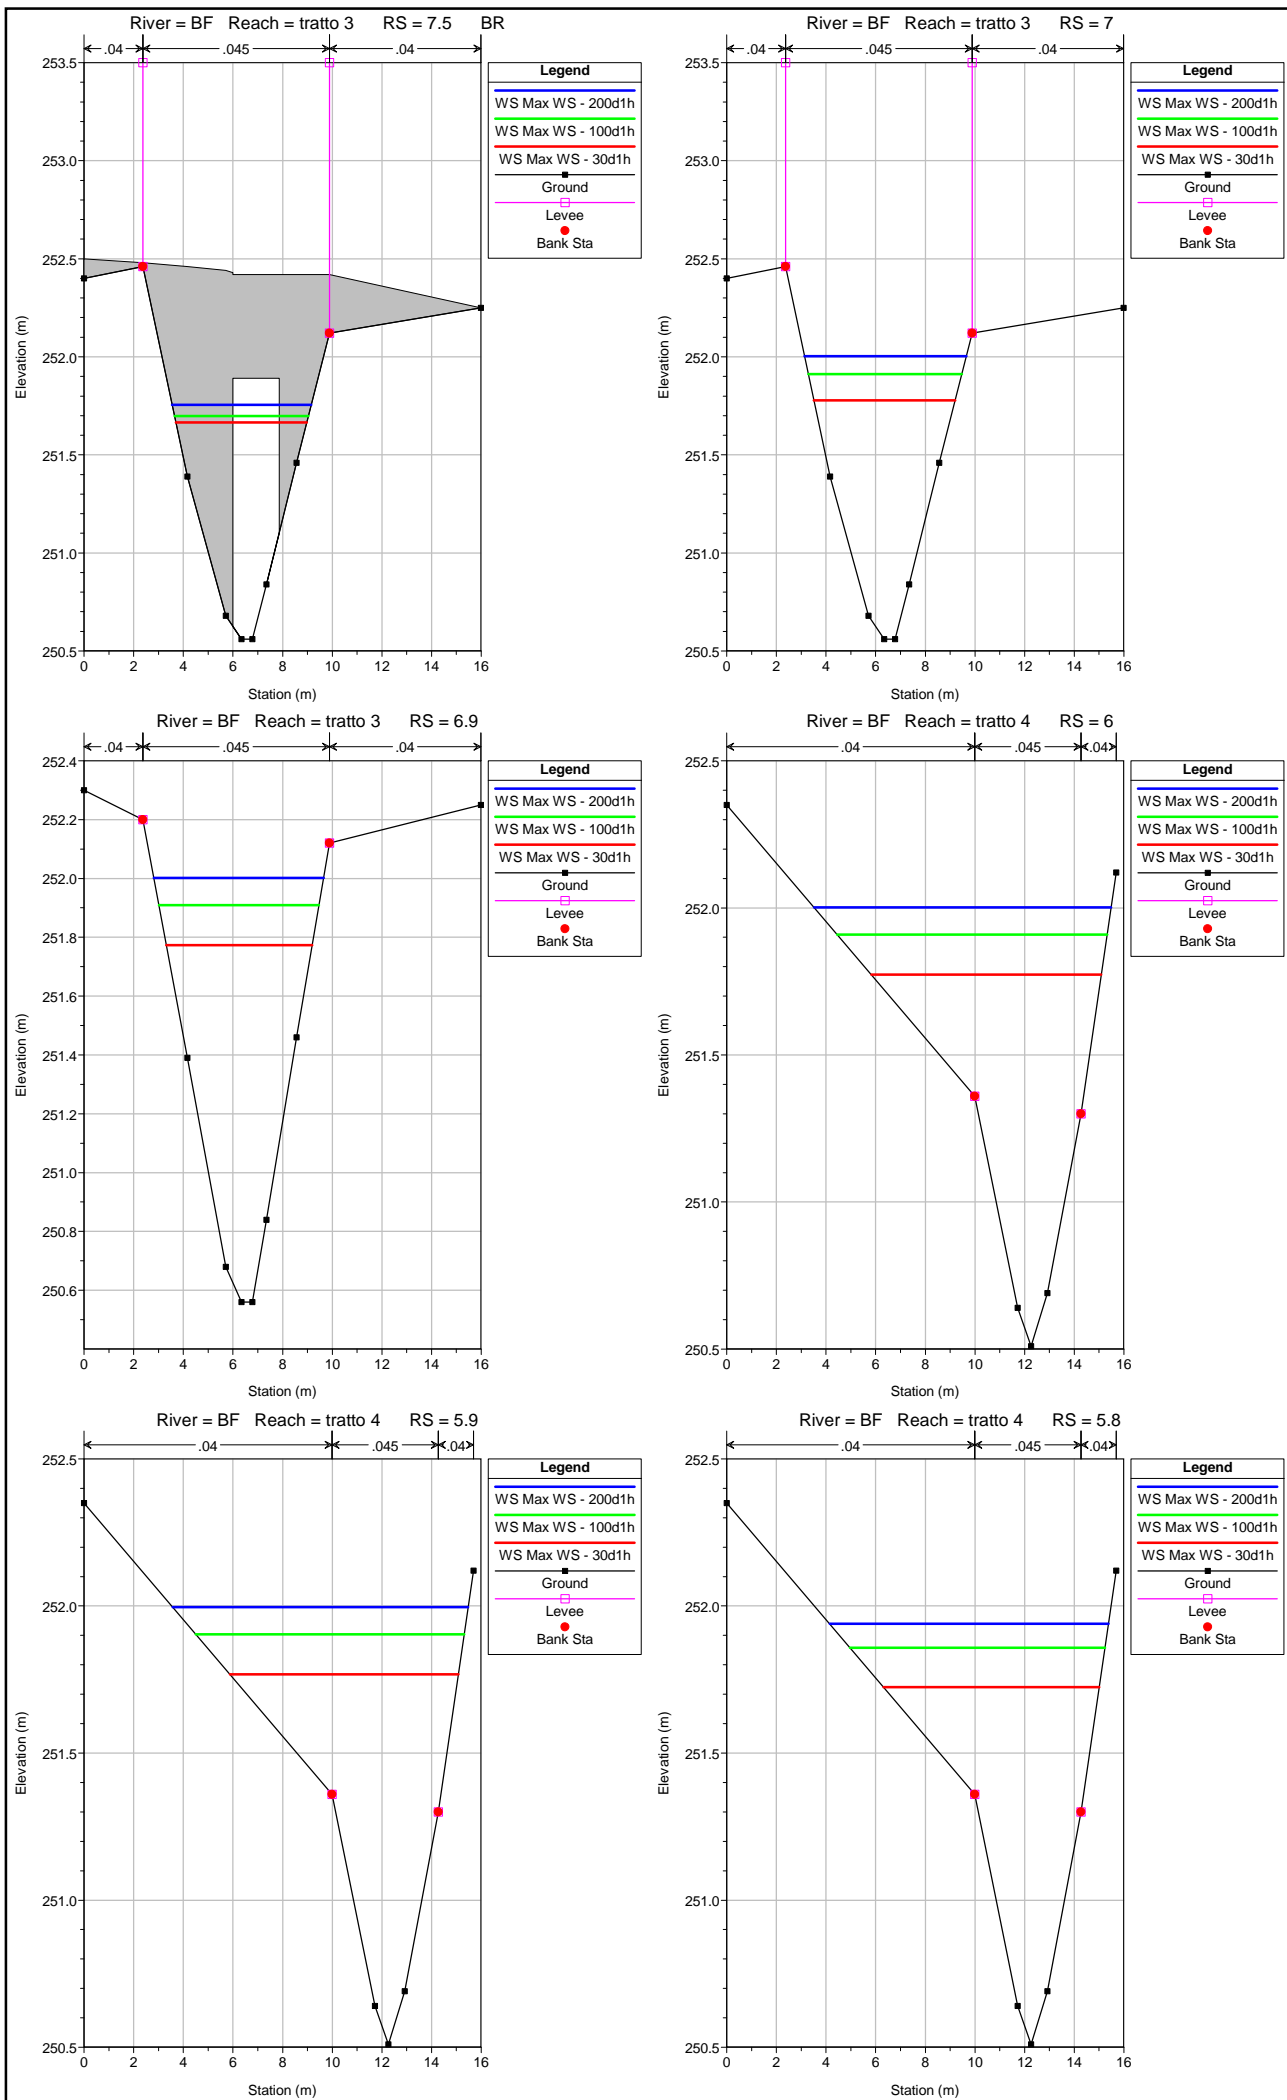 River = BF Reach = tratto 3 RS = 7.5 BR
.04 .045 .04
253.5
253.0
252.5
252.0
251.5
251.0
250.5
0 2 4 6 8 10 12 14 16
Station (m)
Elevation (m)
Legend
WS Max WS - 200d1h
WS Max WS - 100d1h
WS Max WS - 30d1h
Ground
Levee
Bank Sta
River = BF Reach = tratto 3 RS = 7
.04 .045 .04
253.5
253.0
252.5
252.0
251.5
251.0
250.5
0 2 4 6 8 10 12 14 16
Station (m)
Elevation (m)
Legend
WS Max WS - 200d1h
WS Max WS - 100d1h
WS Max WS - 30d1h
Ground
Levee
Bank Sta
River = BF Reach = tratto 3 RS = 6.9
.04 .045 .04
252.4
252.2
252.0
251.8
251.6
251.4
251.2
251.0
250.8
250.6
0 2 4 6 8 10 12 14 16
Station (m)
Elevation (m)
Legend
WS Max WS - 200d1h
WS Max WS - 100d1h
WS Max WS - 30d1h
Ground
Levee
Bank Sta
River = BF Reach = tratto 4 RS = 6
.04 .045 .04
252.5
252.0
251.5
251.0
250.5
0 2 4 6 8 10 12 14 16
Station (m)
Elevation (m)
Legend
WS Max WS - 200d1h
WS Max WS - 100d1h
WS Max WS - 30d1h
Ground
Levee
Bank Sta
River = BF Reach = tratto 4 RS = 5.9
.04 .045 .04
252.5
252.0
251.5
251.0
250.5
0 2 4 6 8 10 12 14 16
Station (m)
Elevation (m)
Legend
WS Max WS - 200d1h
WS Max WS - 100d1h
WS Max WS - 30d1h
Ground
Levee
Bank Sta
River = BF Reach = tratto 4 RS = 5.8
.04 .045 .04
252.5
252.0
251.5
251.0
250.5
0 2 4 6 8 10 12 14 16
Station (m)
Elevation (m)
Legend
WS Max WS - 200d1h
WS Max WS - 100d1h
WS Max WS - 30d1h
Ground
Levee
Bank Sta